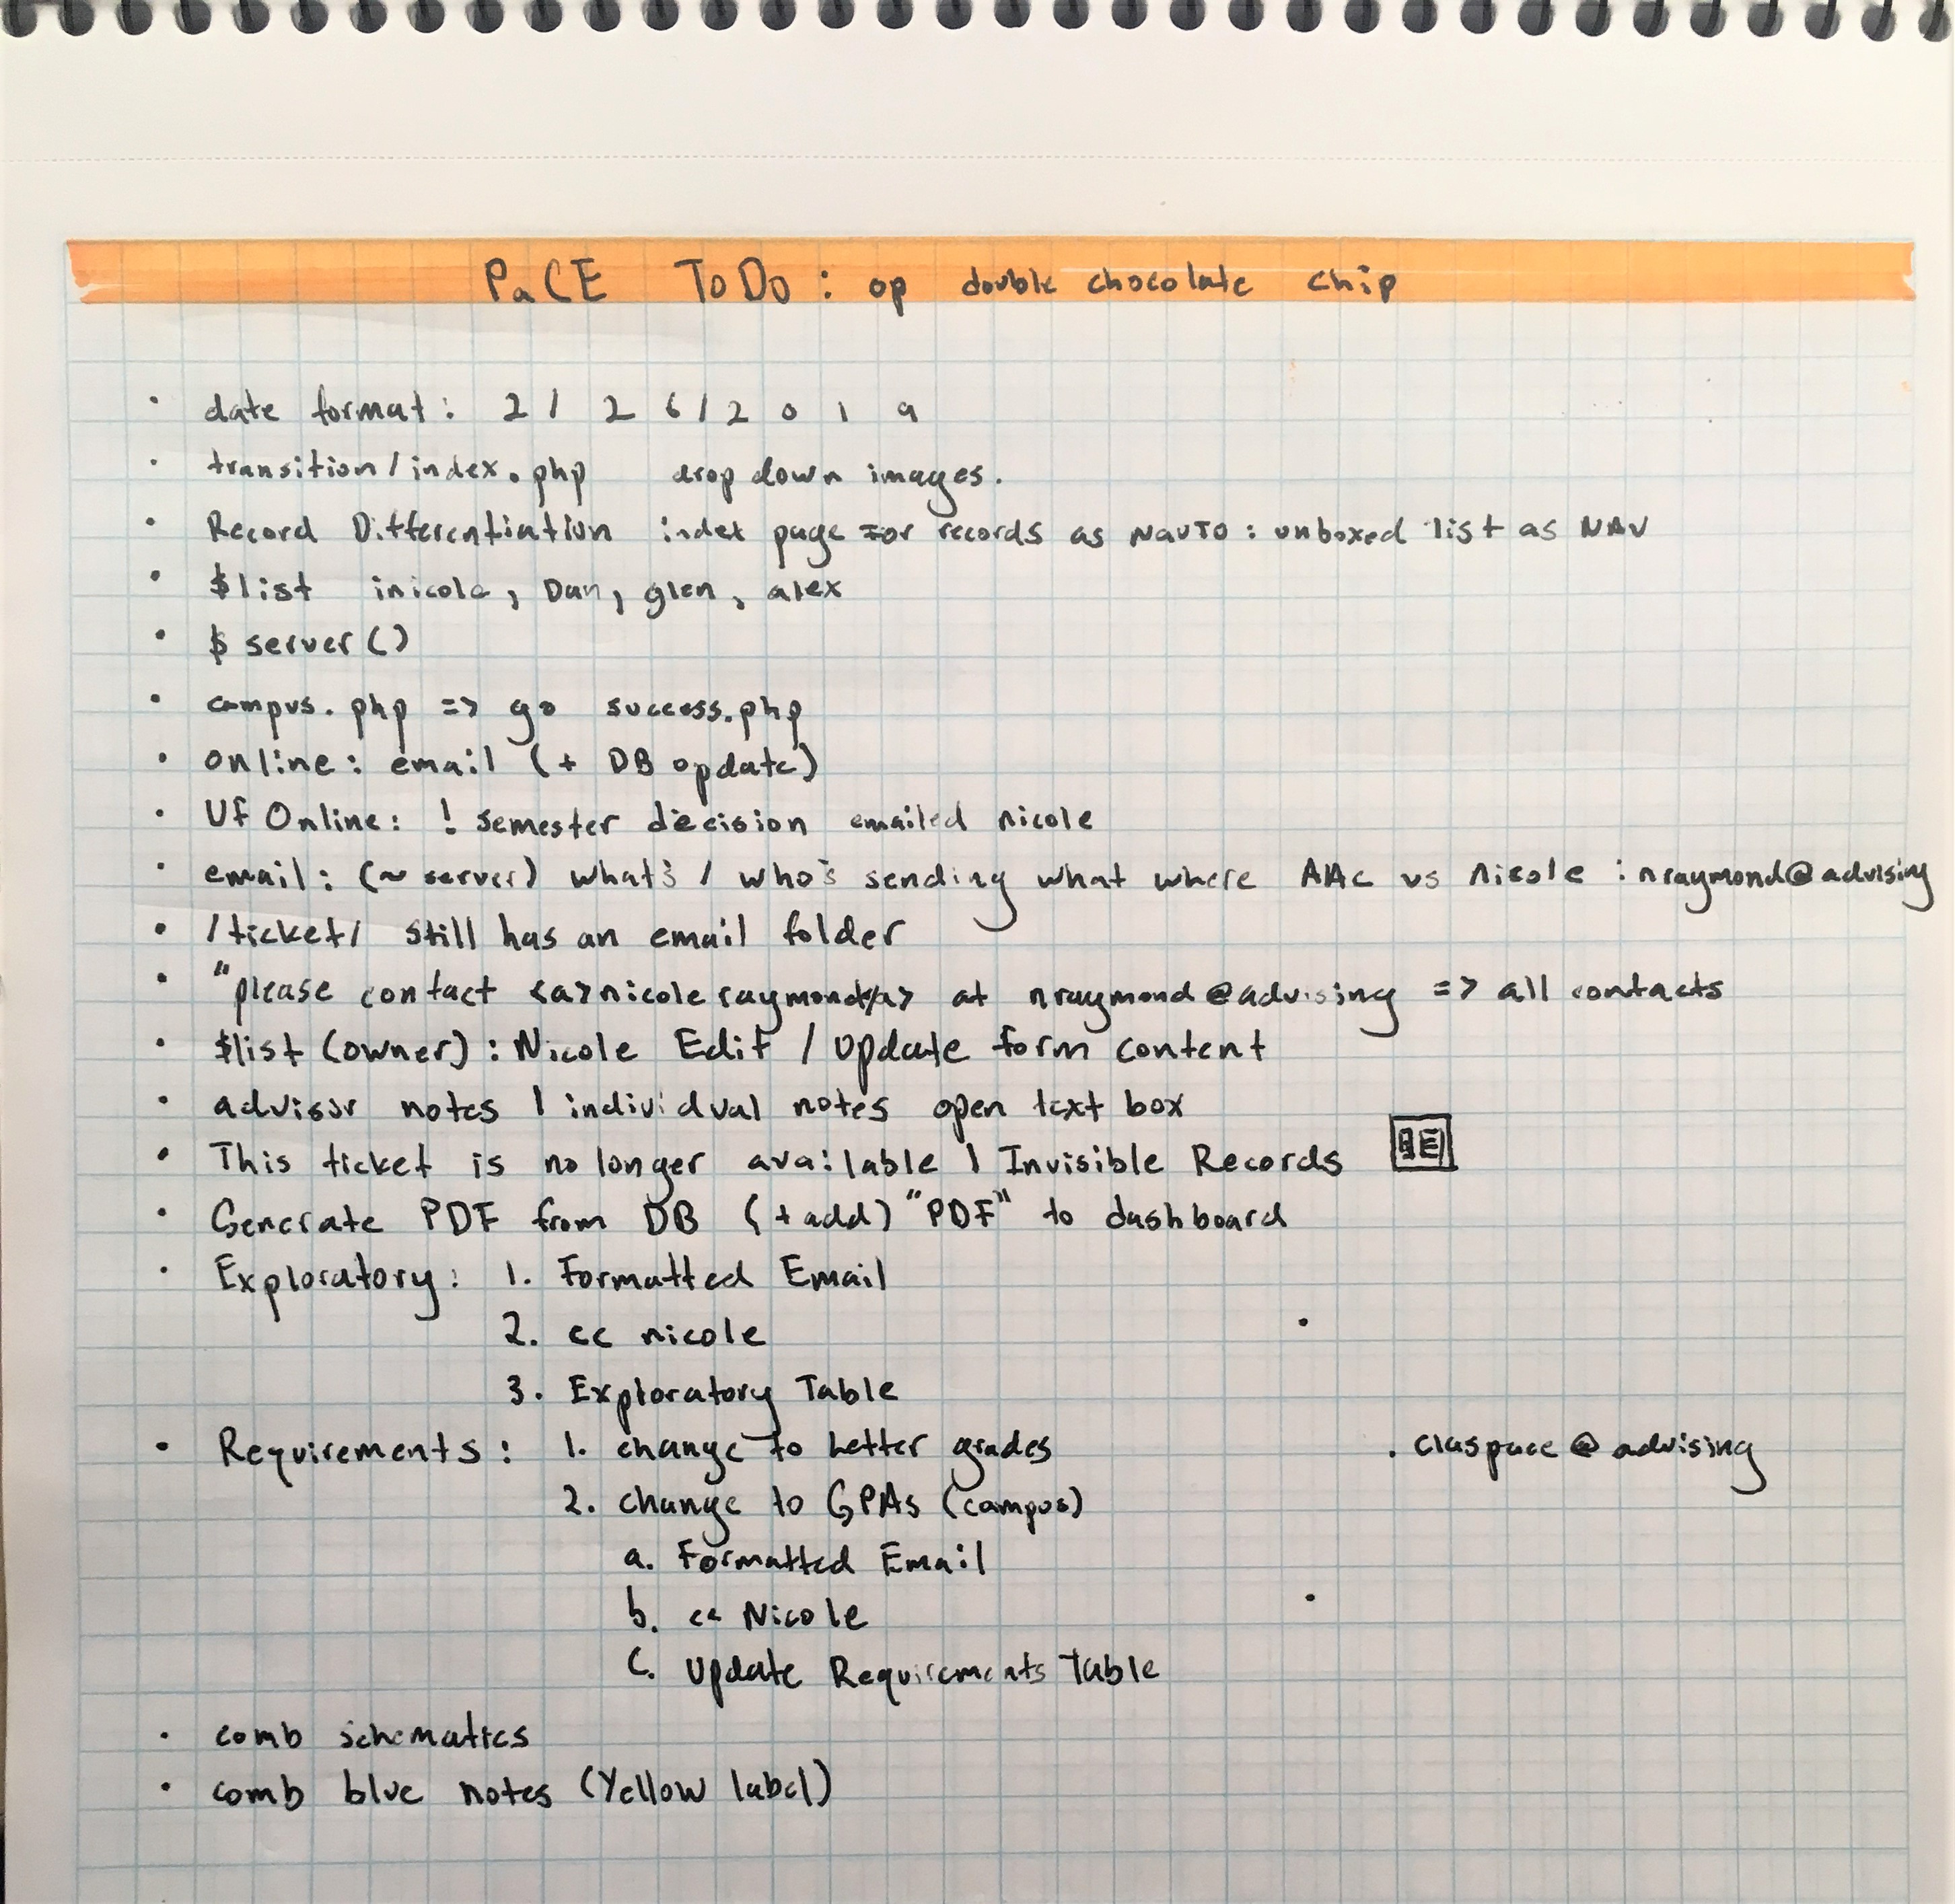 PaCE ToDo: op double chocolate chip
· date format: 2/26/2019
· transition/index.php dropdown images.
· Record Differentiation index page For records as NavTO: unboxed list as NAV
· $list inicole, Dan, glen, alex
· $server()
· campus.php => go success.php
· online: email (+ DB update)
· Uf Online: ! semester decision emailed nicole
· email: (~ server) what's / who's sending what where AAC vs nicole : nraymond@advising
· /ticket/ still has an email folder
· "please contact <a>nicole raymond</a> at nraymond@advising => all contacts
· $list (owner): Nicole Edit / Update form content
· advisor notes | individual notes open text box
· This ticket is no longer available | Invisible Records
· Generate PDF from DB (+add) "PDF" to dashboard
· Exploratory: 1. Formatted Email
2. cc nicole
3. Exploratory Table
· Requirements: 1. change to letter grades · claspace@advising
2. change to GPAs (campus)
a. Formatted Email
b. cc Nicole
c. Update Requirements Table
· comb schematics
· comb blue notes (Yellow label)